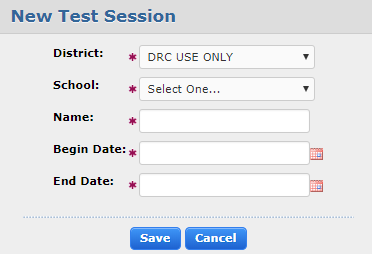 New Test Session
District: * DRC USE ONLY
School: * Select One...
Name: *
Begin Date: *
End Date: *
Save Cancel